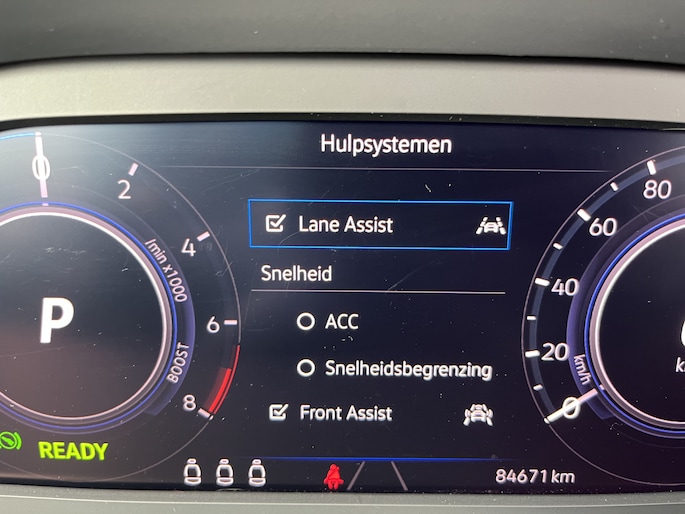 Hulpsystemen
0
2
4
6
8
/min x1000
BOOST
P
READY
Lane Assist
Snelheid
ACC
Snelheidsbegrenzing
Front Assist
80
60
40
20
0
km/h
84671 km